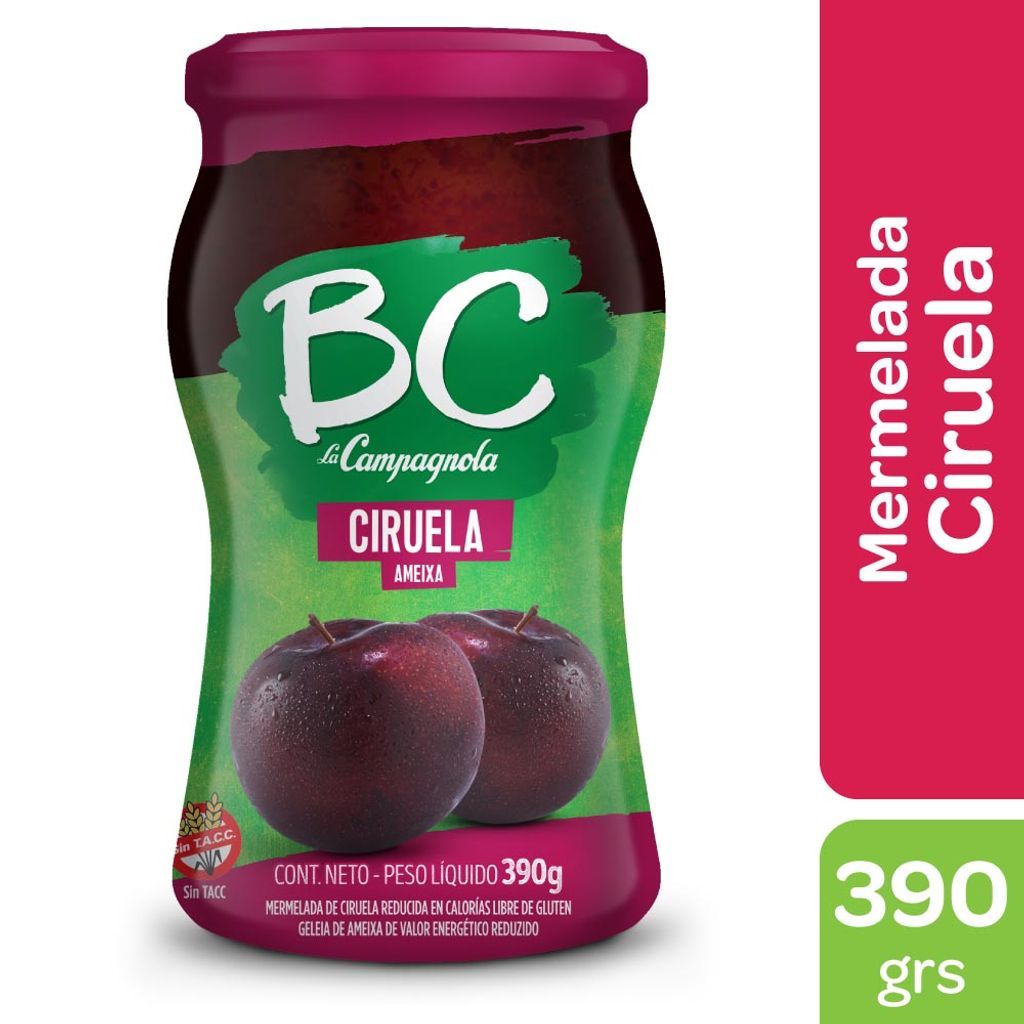 BC
La Campagnola
CIRUELA
AMEIXA
Sin T.A.C.C.
Sin TACC
CONT. NETO - PESO LÍQUIDO 390g
MERMELADA DE CIRUELA REDUCIDA EN CALORÍAS LIBRE DE GLUTEN
GELEIA DE AMEIXA DE VALOR ENERGÉTICO REDUZIDO
Mermelada
Ciruela
390
grs